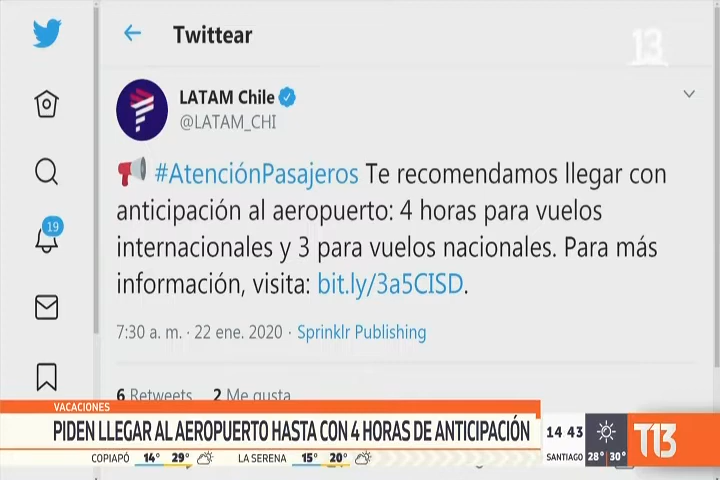 Twittear
13
LATAM Chile
@LATAM_CHI
#AtenciónPasajeros Te recomendamos llegar con
anticipación al aeropuerto: 4 horas para vuelos
internacionales y 3 para vuelos nacionales. Para más
información, visita: bit.ly/3a5CISD.
19
7:30 a. m. · 22 ene. 2020 · Sprinklr Publishing
6 Retweets 2 Me gusta
VACACIONES
PIDEN LLEGAR AL AEROPUERTO HASTA CON 4 HORAS DE ANTICIPACIÓN
14 43
SANTIAGO 28° 30°
T13
COPIAPÓ 14° 29° LA SERENA 15° 20°